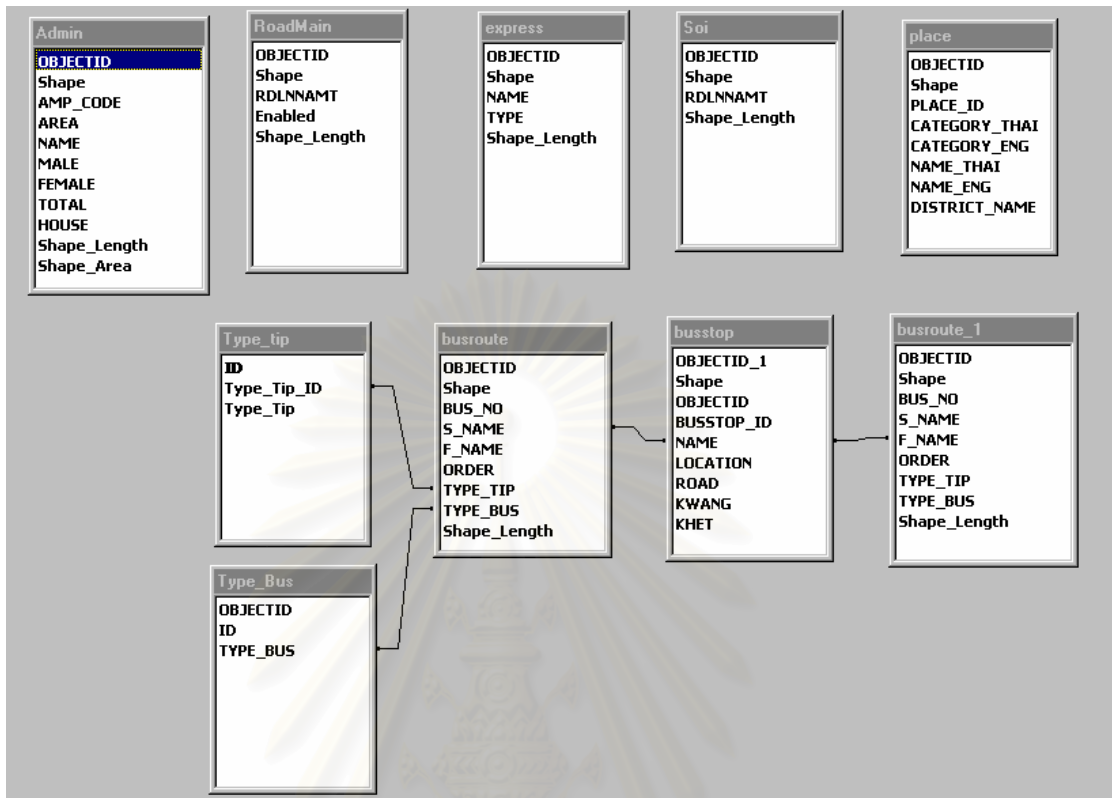 Admin
OBJECTID
Shape
AMP_CODE
AREA
NAME
MALE
FEMALE
TOTAL
HOUSE
Shape_Length
Shape_Area
RoadMain
OBJECTID
Shape
RDLNNAMT
Enabled
Shape_Length
express
OBJECTID
Shape
NAME
TYPE
Shape_Length
Soi
OBJECTID
Shape
RDLNNAMT
Shape_Length
place
OBJECTID
Shape
PLACE_ID
CATEGORY_THAI
CATEGORY_ENG
NAME_THAI
NAME_ENG
DISTRICT_NAME
Type_tip
ID
Type_Tip_ID
Type_Tip
busroute
OBJECTID
Shape
BUS_NO
S_NAME
F_NAME
ORDER
TYPE_TIP
TYPE_BUS
Shape_Length
busstop
OBJECTID_1
Shape
OBJECTID
BUSSTOP_ID
NAME
LOCATION
ROAD
KWANG
KHET
busroute_1
OBJECTID
Shape
BUS_NO
S_NAME
F_NAME
ORDER
TYPE_TIP
TYPE_BUS
Shape_Length
Type_Bus
OBJECTID
ID
TYPE_BUS